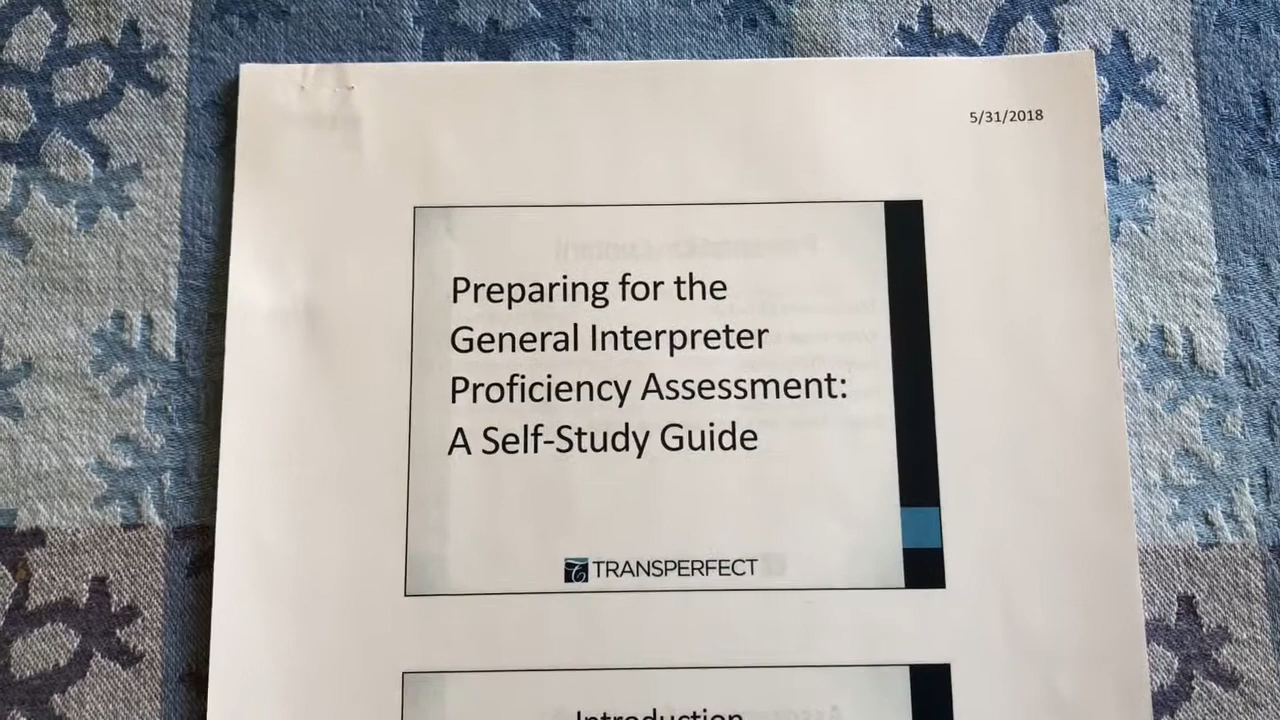 5/31/2018
Preparing for the
General Interpreter
Proficiency Assessment:
A Self-Study Guide
TRANSPERFECT
Introduction